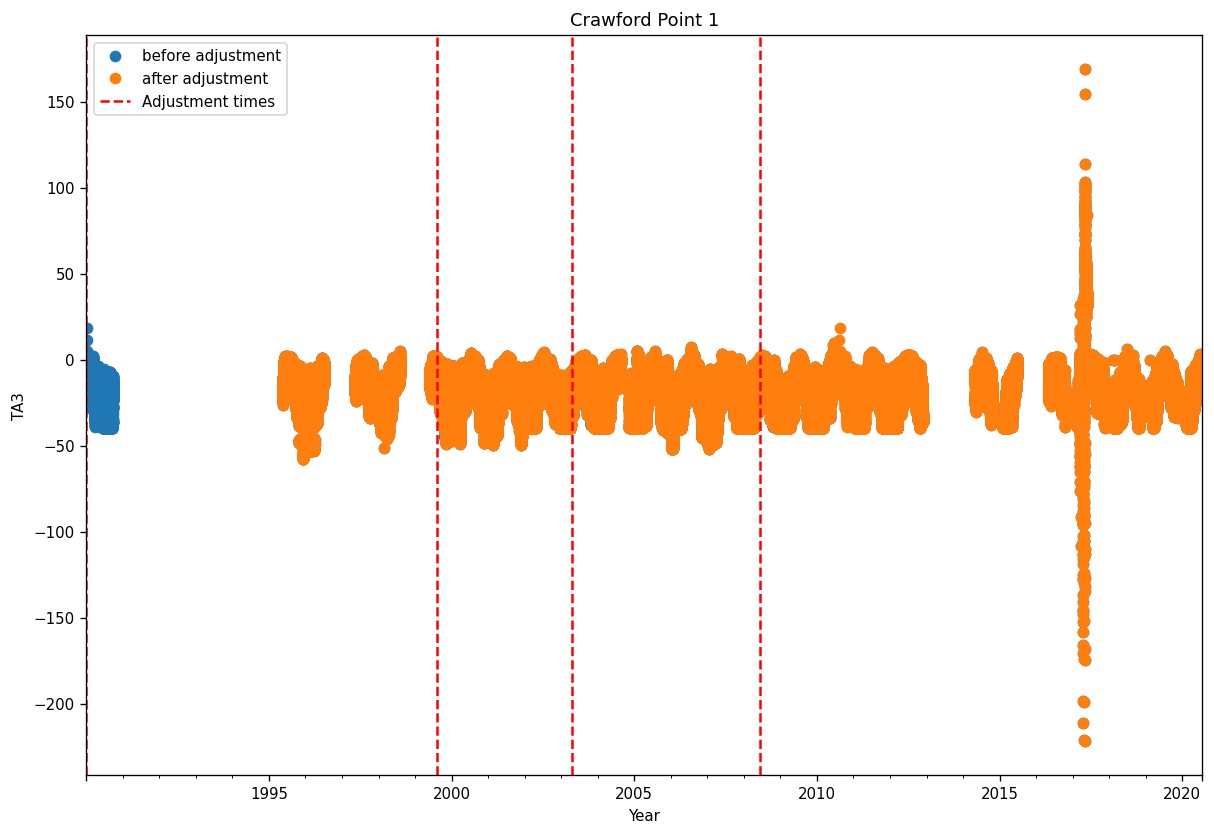 Crawford Point 1
before adjustment
after adjustment
Adjustment times
150
100
50
0
−50
−100
−150
−200
TA3
1995
2000
2005
2010
2015
2020
Year